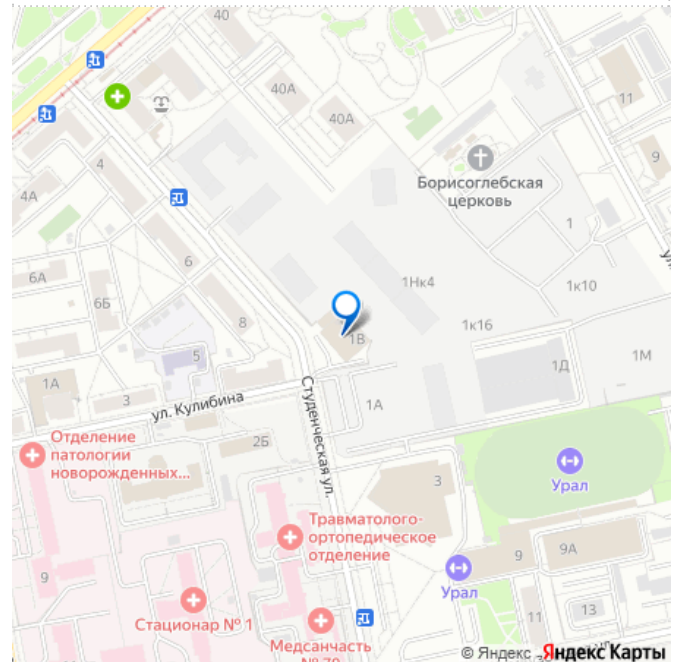 40А
40А
11
9
4
4А
Борисоглебская
церковь
1
6
6А
6Б
1Нк4
1к10
8
1к16
1В
5
1Д
1М
1А
3
ул. Кулибина
1А
Студенческая ул.
2Б
Отделение
патологии
новорожденных...
3
Урал
Травматолого-
ортопедическое
отделение
9
9А
9
Урал
Стационар № 1
11
13
Медсанчасть
№ 70
© Яндекс
Яндекс Карты